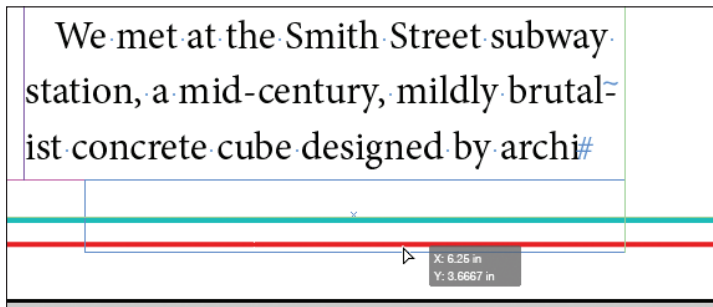 We met at the Smith Street subway
station, a mid-century, mildly brutal-
ist concrete cube designed by archi#
X: 6.25 in
Y: 3.6667 in